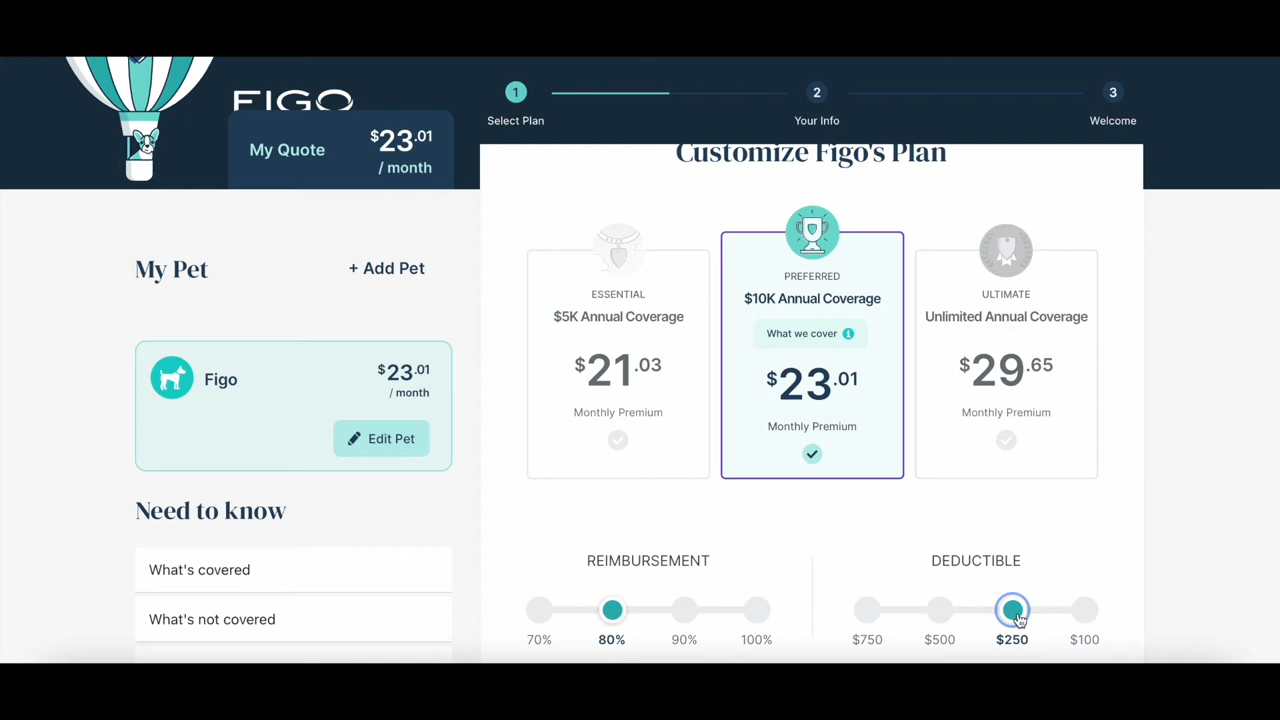 FIGO
My Quote
$23.01
/ month
1
2
3
Select Plan
Your Info
Welcome
My Pet
+ Add Pet
Figo
$23.01
/ month
Edit Pet
Need to know
What's covered
What's not covered
Customize Figo's Plan
ESSENTIAL
$5K Annual Coverage
$21.03
Monthly Premium
PREFERRED
$10K Annual Coverage
What we cover i
$23.01
Monthly Premium
ULTIMATE
Unlimited Annual Coverage
$29.65
Monthly Premium
REIMBURSEMENT
70% 80% 90% 100%
DEDUCTIBLE
$750 $500 $250 $100